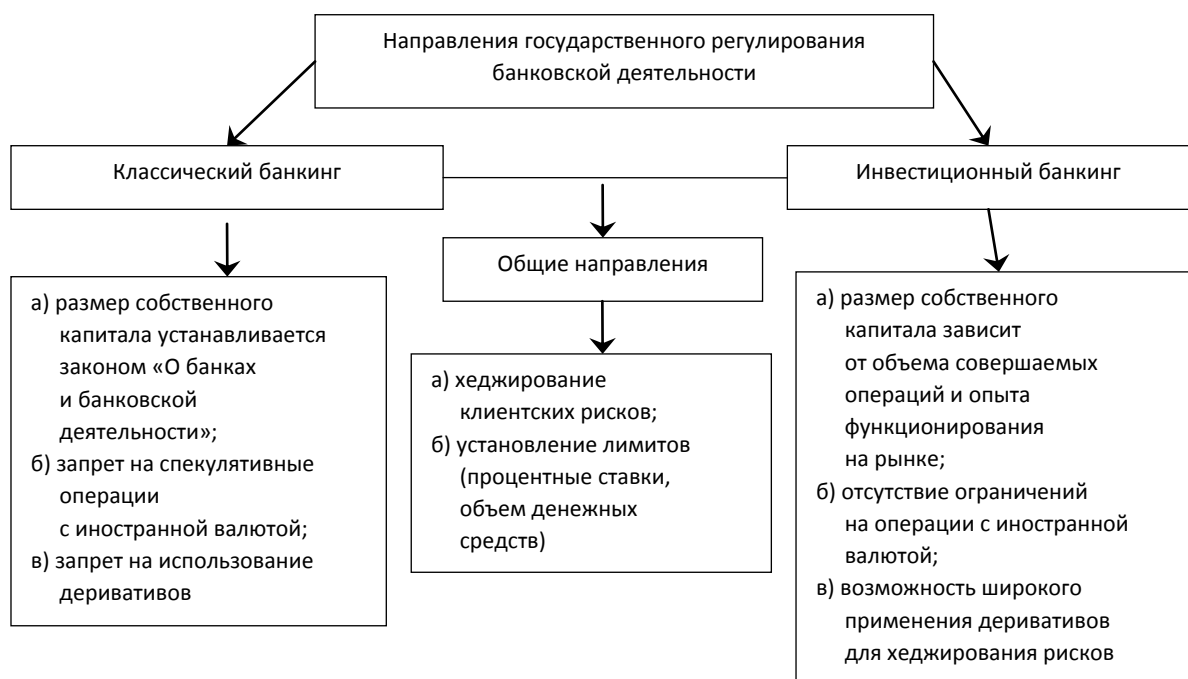 Направления государственного регулирования
банковской деятельности
Классический банкинг
Инвестиционный банкинг
Общие направления
а) размер собственного
капитала устанавливается
законом «О банках
и банковской
деятельности»;
б) запрет на спекулятивные
операции
с иностранной валютой;
в) запрет на использование
деривативов
а) хеджирование
клиентских рисков;
б) установление лимитов
(процентные ставки,
объем денежных
средств)
а) размер собственного
капитала зависит
от объема совершаемых
операций и опыта
функционирования
на рынке;
б) отсутствие ограничений
на операции с иностранной
валютой;
в) возможность широкого
применения деривативов
для хеджирования рисков